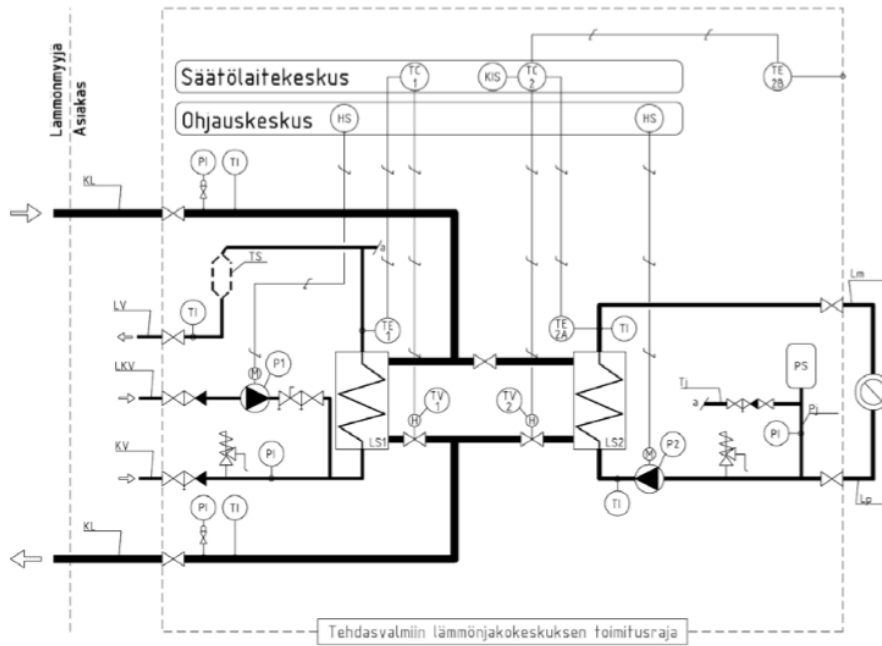 Lämmönmyyjä
Asiakas
Säätölaitekeskus
TC
1
KIS
TC
2
TE
2B
Ohjauskeskus
HS
HS
PI
TI
KL
a
TS
LV
TI
TE
1
TE
2A
TI
Lm
LKV
M
P1
TV
1
TV
2
PS
Tj
a
Pj
H
H
LS1
LS2
M
P2
PI
KV
PI
TI
Lp
KL
PI
TI
Tehdasvalmiin lämmönjakokeskuksen toimitusraja